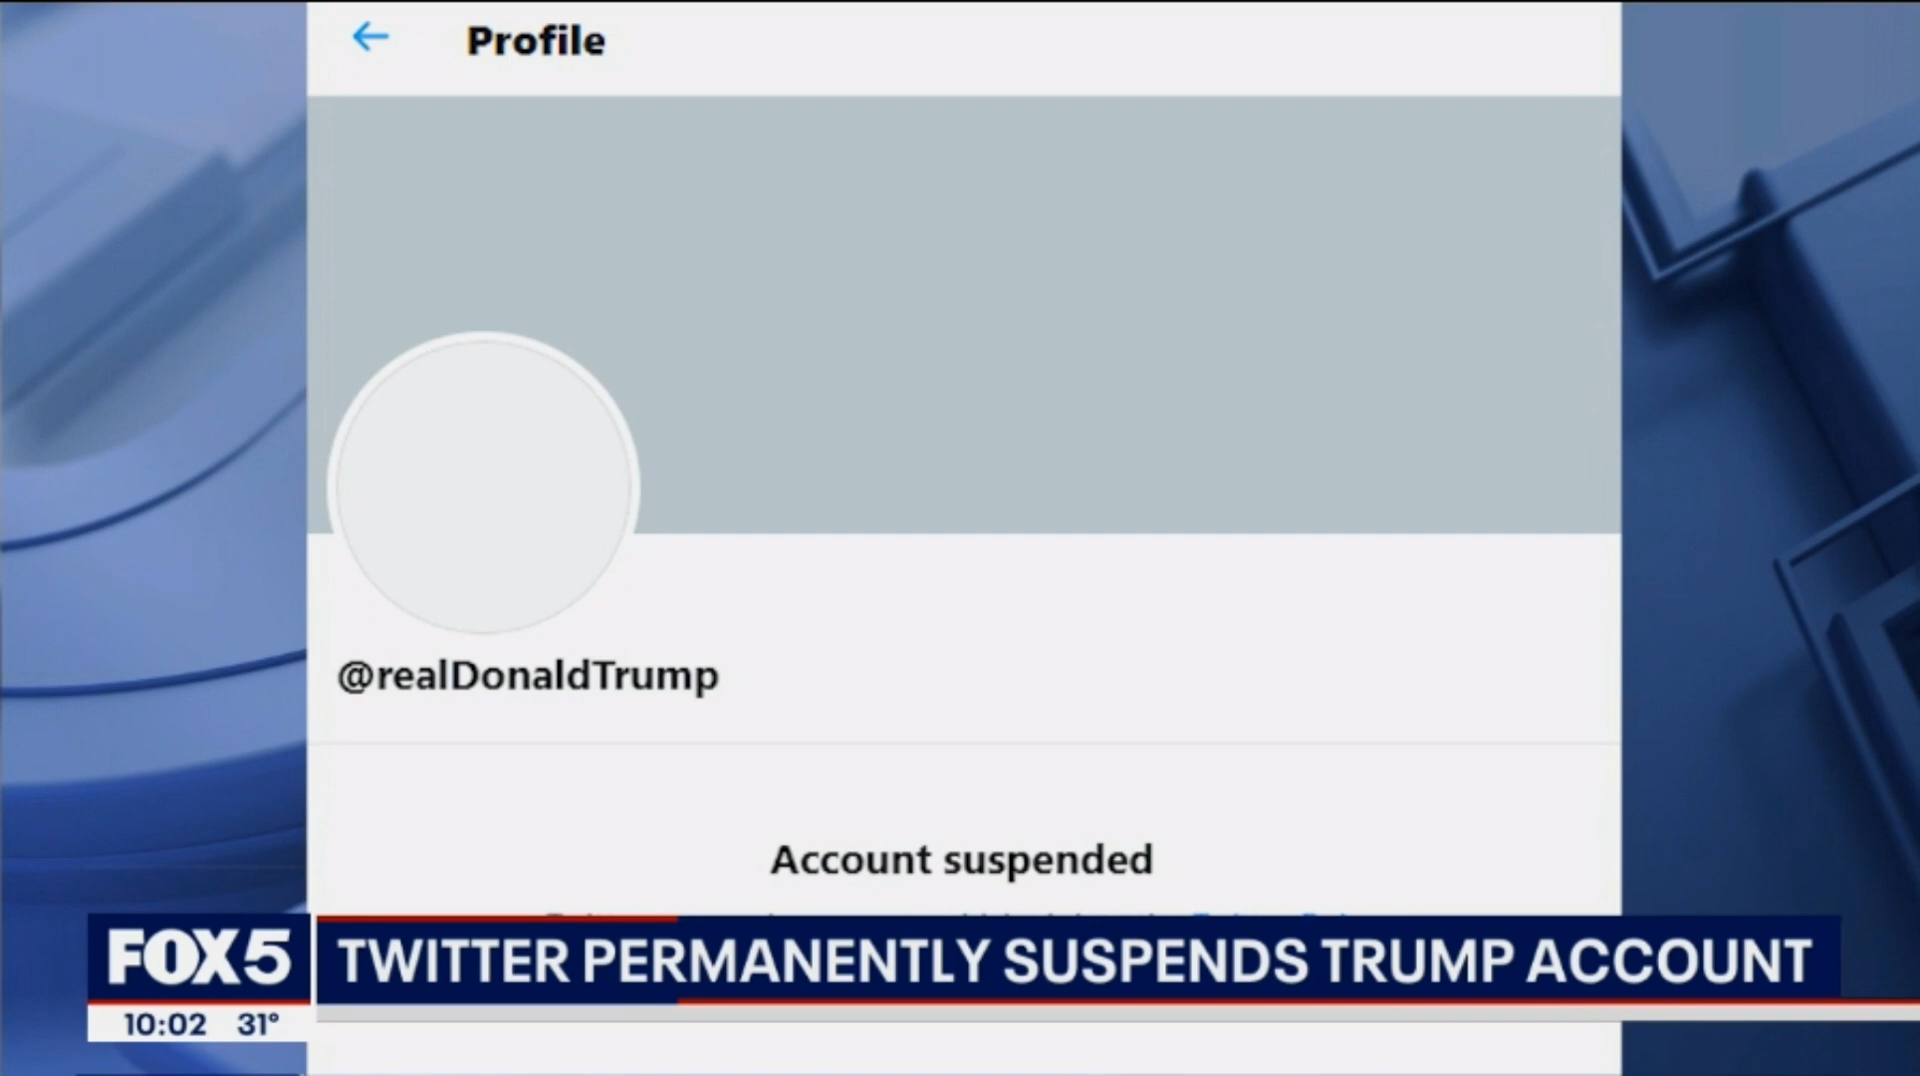 Profile
@realDonaldTrump
Account suspended
FOX5
TWITTER PERMANENTLY SUSPENDS TRUMP ACCOUNT
10:02 31°